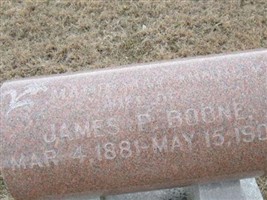 WIFE OF
JAMES P. BOONE,
MAR. 4, 1881-MAY 15, 190